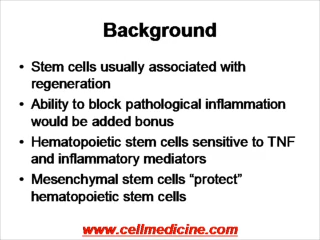 Background
• Stem cells usually associated with
regeneration
• Ability to block pathological inflammation
would be added bonus
• Hematopoietic stem cells sensitive to TNF
and inflammatory mediators
• Mesenchymal stem cells “protect”
hematopoietic stem cells
www.cellmedicine.com